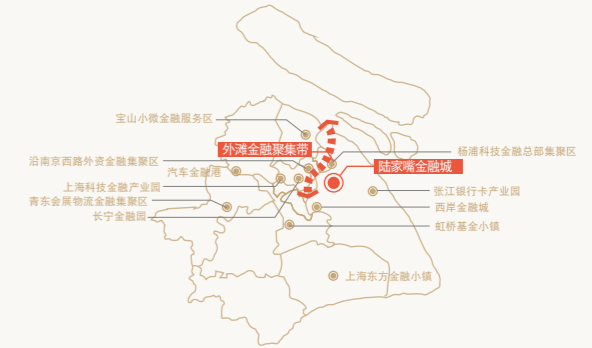 宝山小微金融服务区
外滩金融聚集带
杨浦科技金融总部集聚区
沿南京西路外资金融集聚区
陆家嘴金融城
汽车金融港
上海科技金融产业园
张江银行卡产业园
青东会展物流金融集聚区
西岸金融城
长宁金融园
虹桥基金小镇
上海东方金融小镇